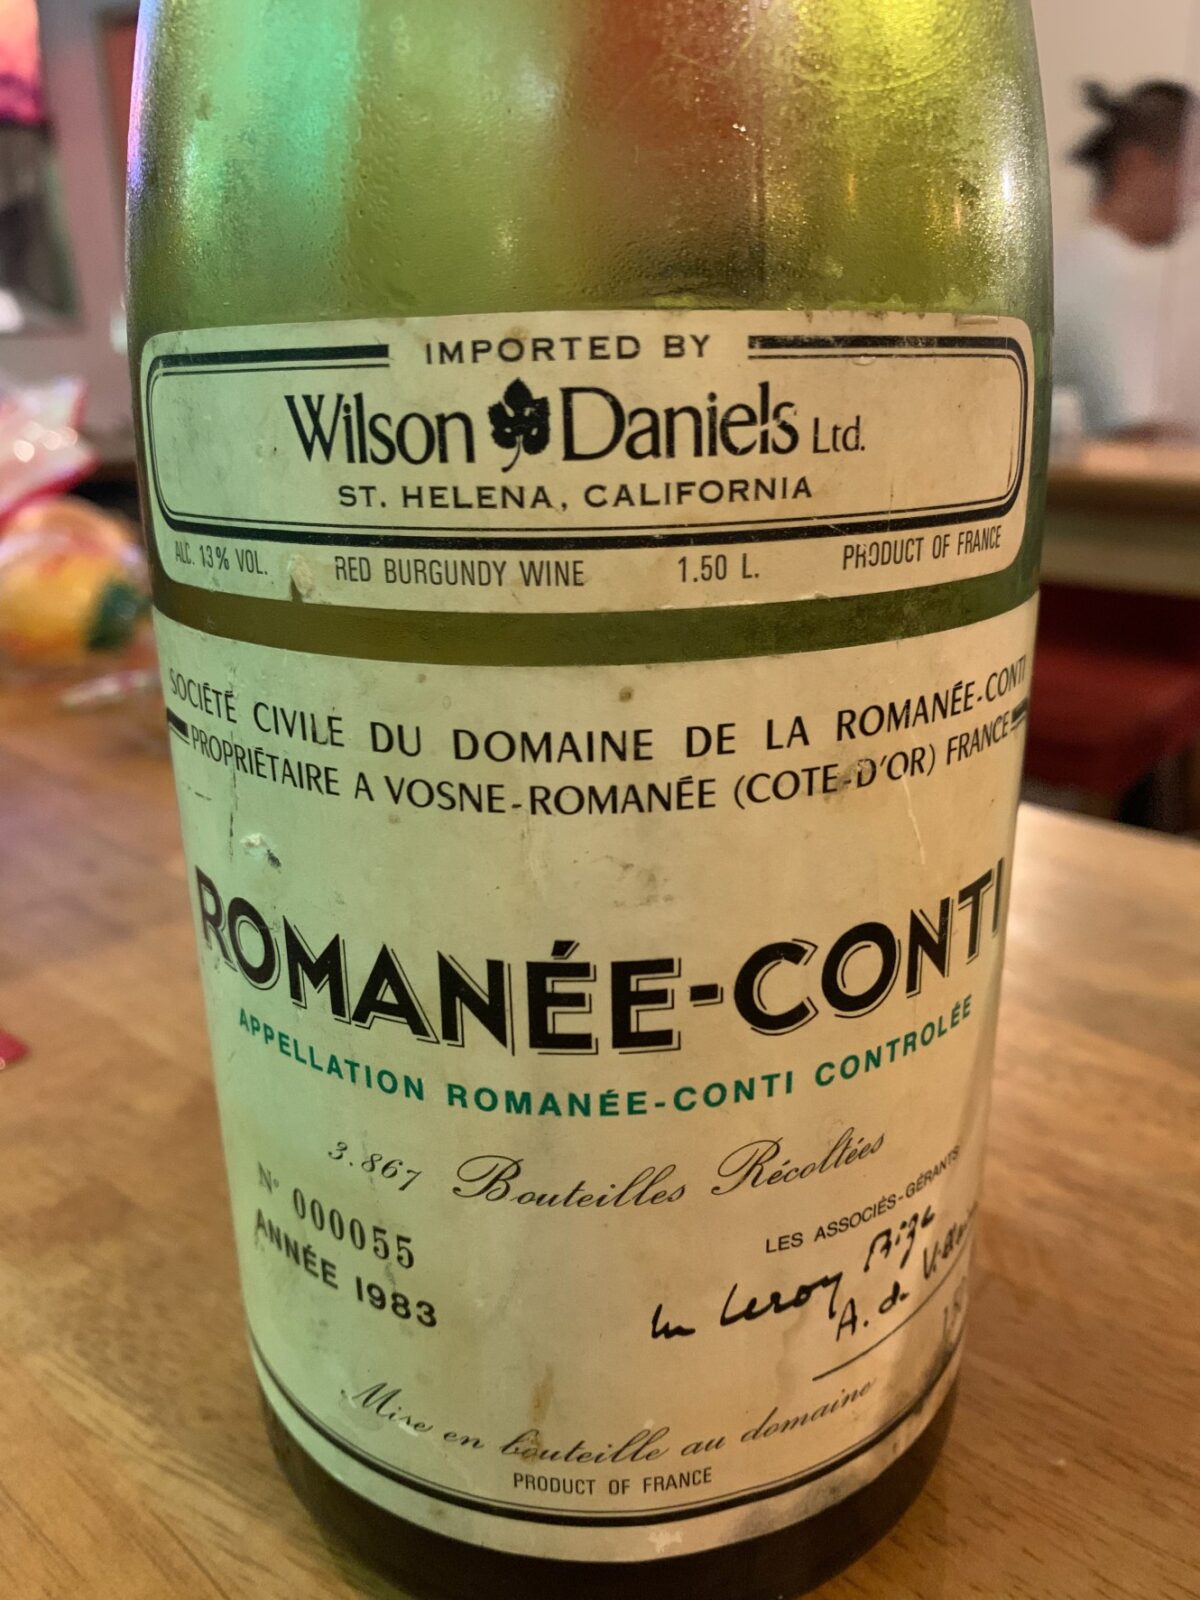 IMPORTED BY
Wilson Daniels Ltd.
ST. HELENA, CALIFORNIA
ALC. 13% VOL. RED BURGUNDY WINE 1.50 L. PRODUCT OF FRANCE
SOCIÉTÉ CIVILE DU DOMAINE DE LA ROMANÉE-CONTI
PROPRIÉTAIRE A VOSNE-ROMANÉE (COTE-D'OR) FRANCE
ROMANÉE-CONTI
APPELLATION ROMANÉE-CONTI CONTROLÉE
3.867 Bouteilles Récoltées
N° 000055
ANNÉE 1983
LES ASSOCIÉS-GÉRANTS
Leroy
A. de
Mise en bouteille au domaine
PRODUCT OF FRANCE